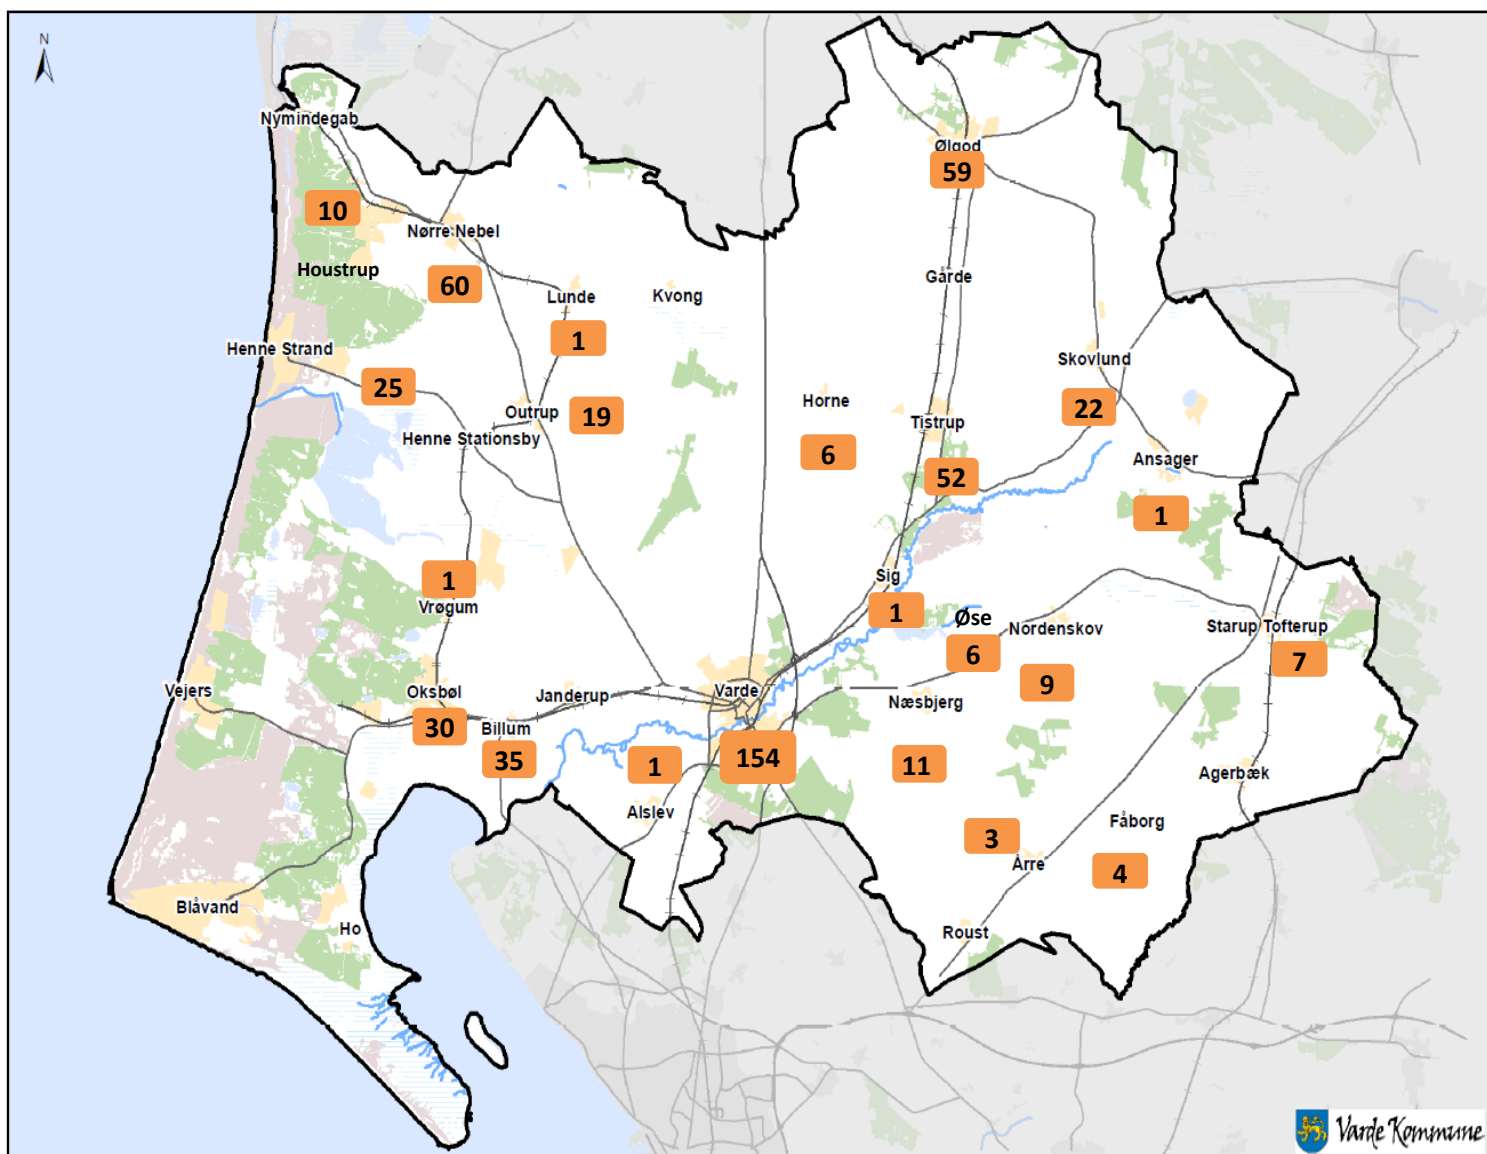 N
Nymindegab
Ølgod
59
10
Nørre Nebel
Houstrup
60
Gårde
Lunde
Kvong
1
Henne Strand
Skovlund
25
Outrup
19
Horne
22
Tistrup
Henne Stationsby
6
Ansager
52
1
1
Sig
Vrøgum
1
Øse
Nordenskov
Starup Tofterup
6
7
9
Vejers
Oksbøl
Janderup
Varde
Næsbjerg
30
Billum
35
1
154
11
Agerbæk
Alslev
Fåborg
3
Årre
4
Blåvand
Ho
Roust
Varde Kommune